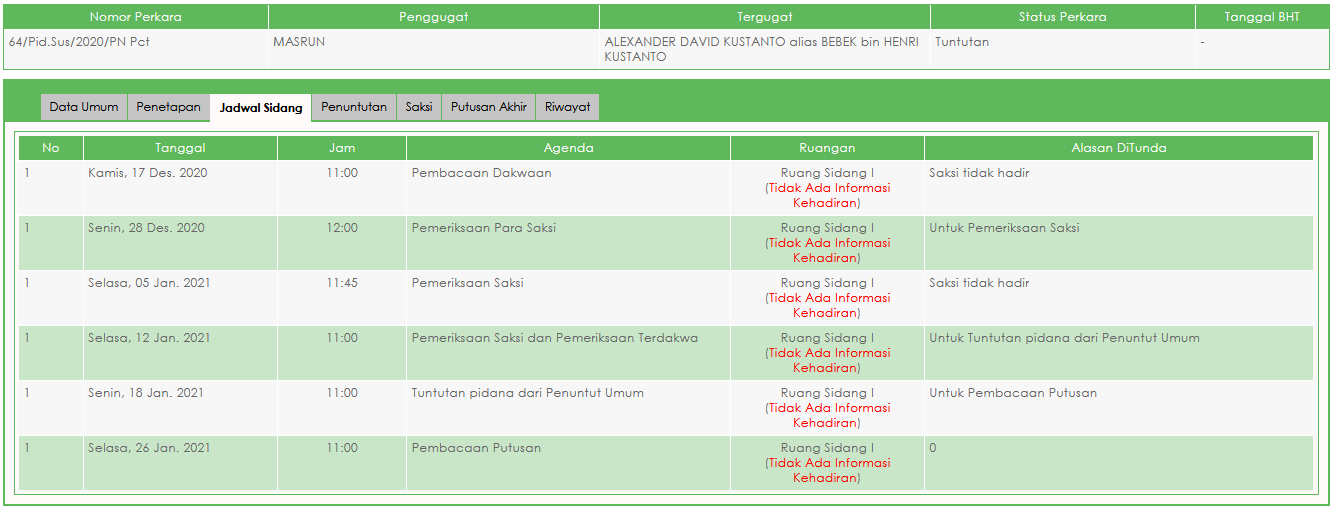 Nomor Perkara Penggugat Tergugat Status Perkara Tanggal BHT
64/Pid.Sus/2020/PN Pct MASRUN ALEXANDER DAVID KUSTANTO alias BEBEK bin HENRI Tuntutan -
KUSTANTO
Data Umum Penetapan Jadwal Sidang Penuntutan Saksi Putusan Akhir Riwayat
No Tanggal Jam Agenda Ruangan Alasan DiTunda
1 Kamis, 17 Des. 2020 11:00 Pembacaan Dakwaan Ruang Sidang I Saksi tidak hadir
(Tidak Ada Informasi
Kehadiran)
1 Senin, 28 Des. 2020 12:00 Pemeriksaan Para Saksi Ruang Sidang I Untuk Pemeriksaan Saksi
(Tidak Ada Informasi
Kehadiran)
1 Selasa, 05 Jan. 2021 11:45 Pemeriksaan Saksi Ruang Sidang I Saksi tidak hadir
(Tidak Ada Informasi
Kehadiran)
1 Selasa, 12 Jan. 2021 11:00 Pemeriksaan Saksi dan Pemeriksaan Terdakwa Ruang Sidang I Untuk Tuntutan pidana dari Penuntut Umum
(Tidak Ada Informasi
Kehadiran)
1 Senin, 18 Jan. 2021 11:00 Tuntutan pidana dari Penuntut Umum Ruang Sidang I Untuk Pembacaan Putusan
(Tidak Ada Informasi
Kehadiran)
1 Selasa, 26 Jan. 2021 11:00 Pembacaan Putusan Ruang Sidang I 0
(Tidak Ada Informasi
Kehadiran)